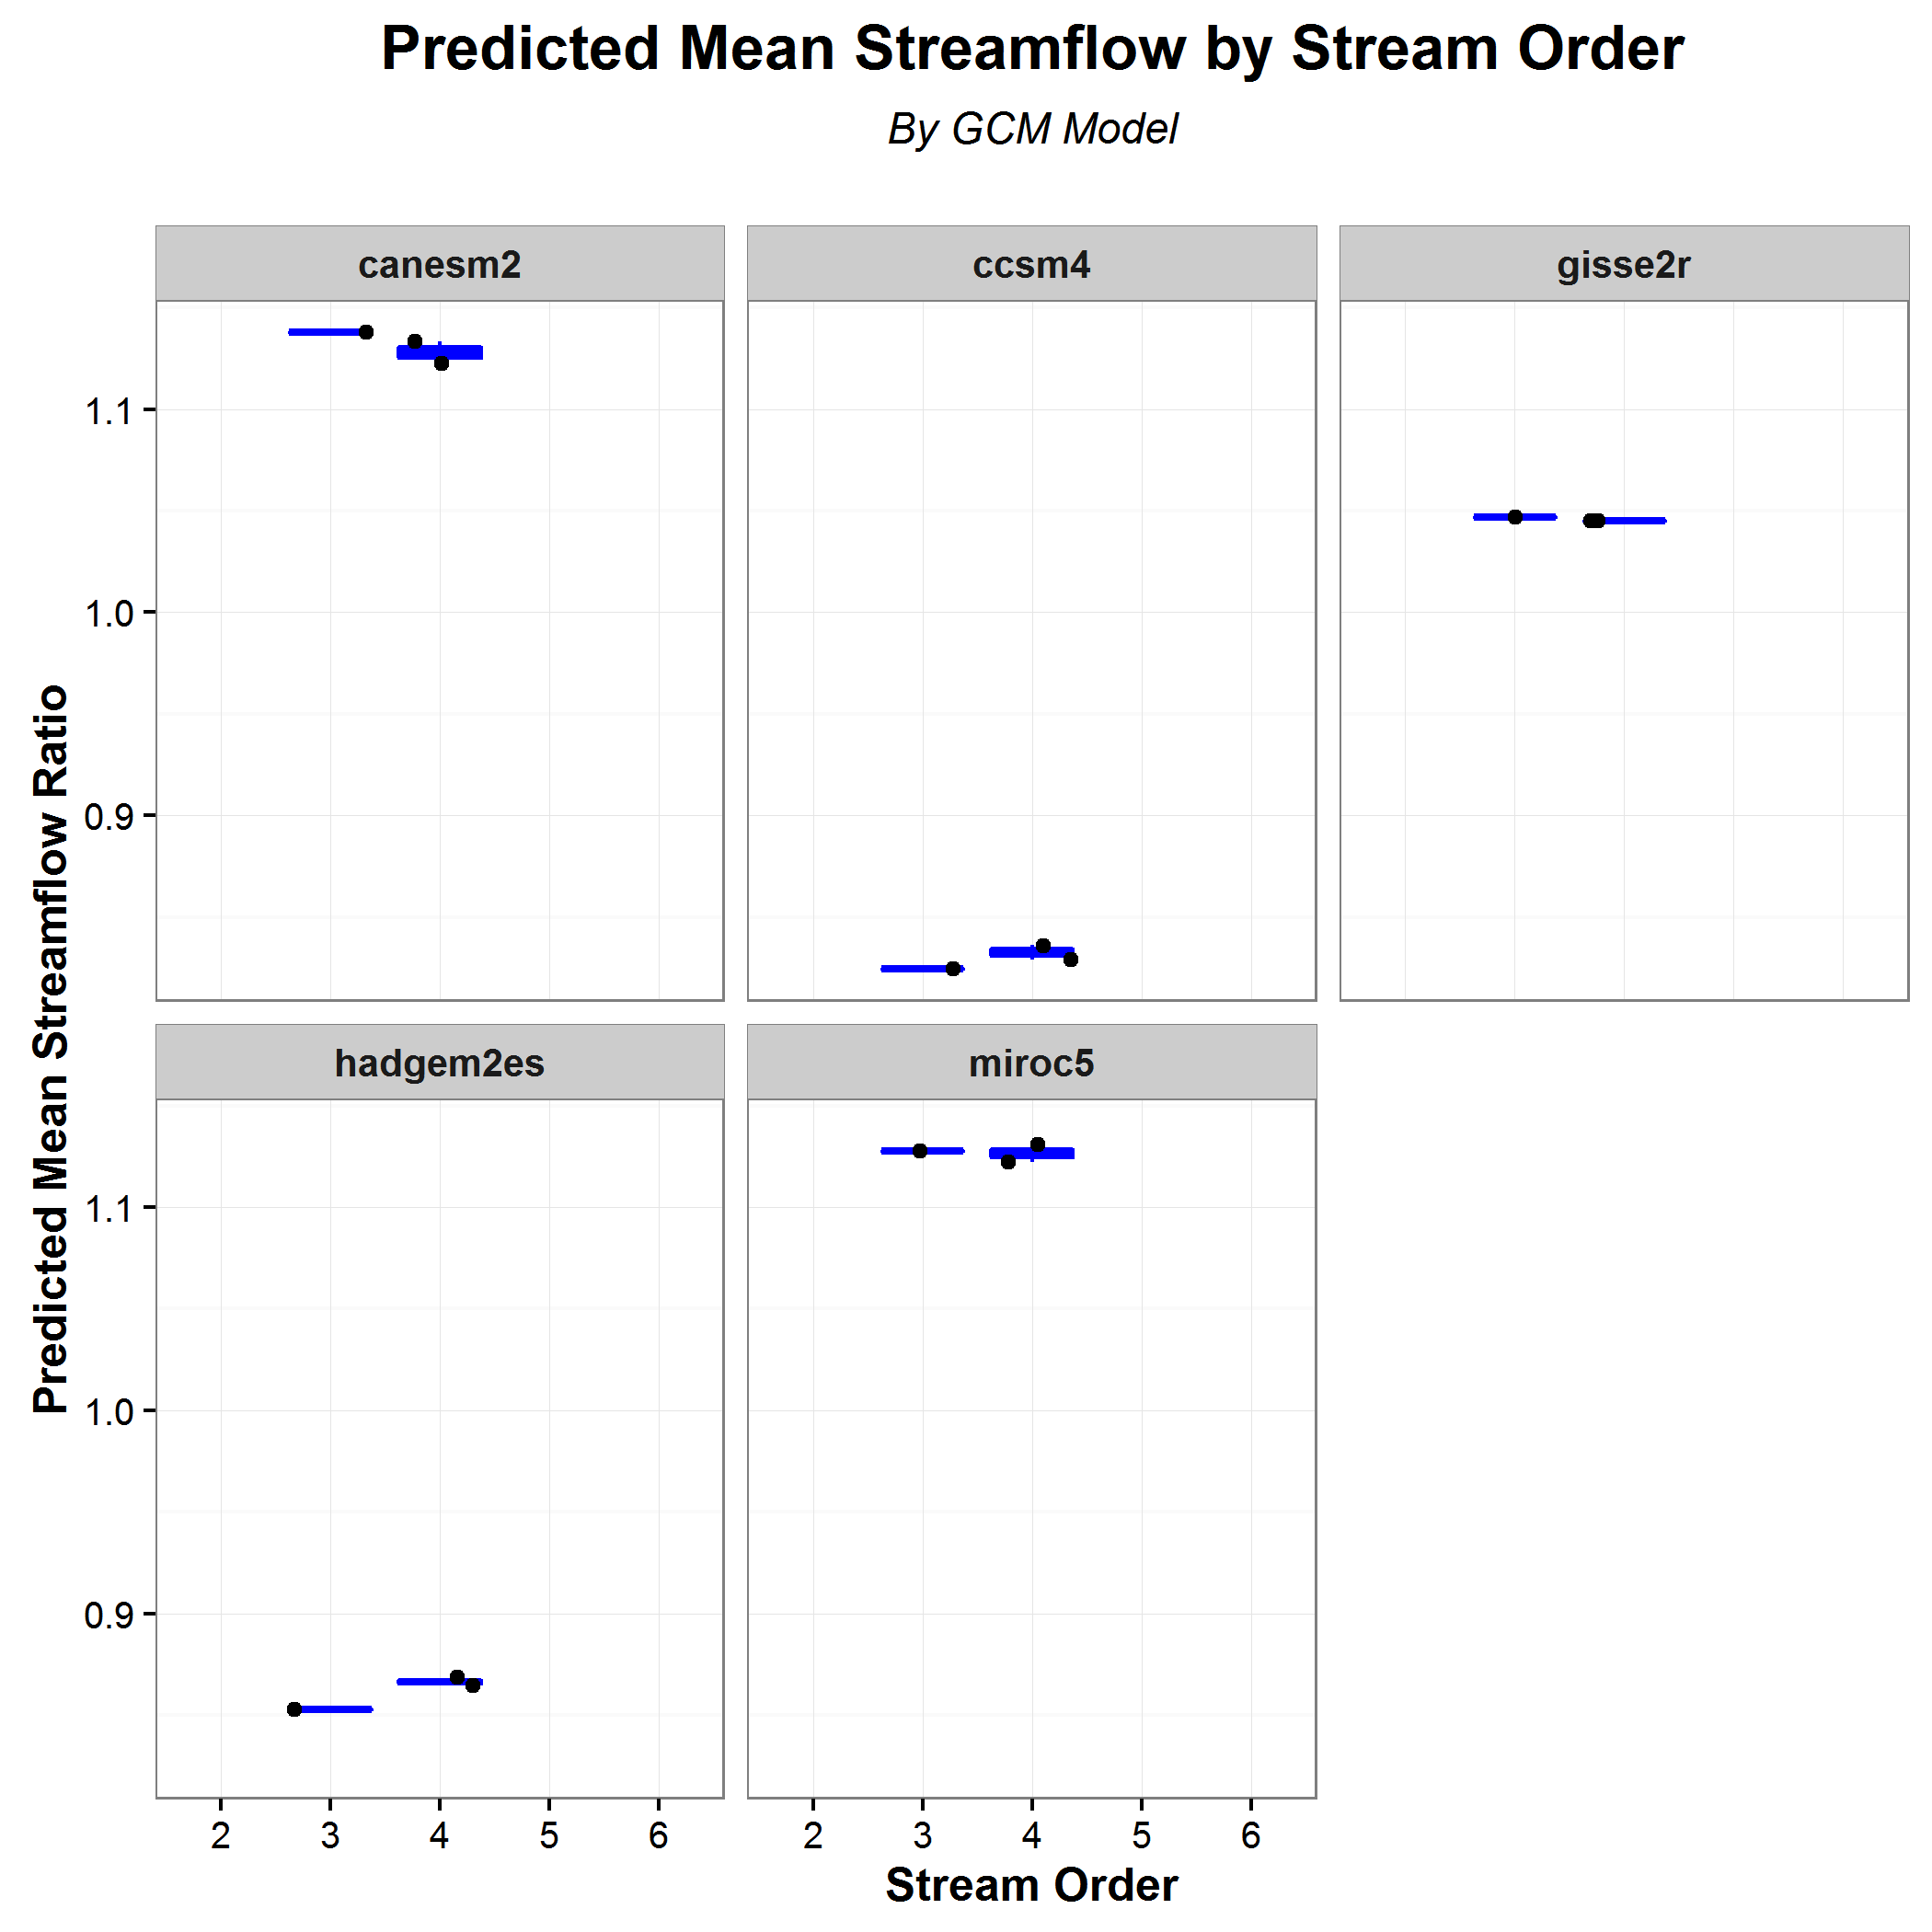 Predicted Mean Streamflow by Stream Order
By GCM Model
canesm2
ccsm4
gisse2r
1.1
1.0
0.9
hadgem2es
miroc5
1.1
1.0
0.9
2 3 4 5 6
2 3 4 5 6
Stream Order
Predicted Mean Streamflow Ratio